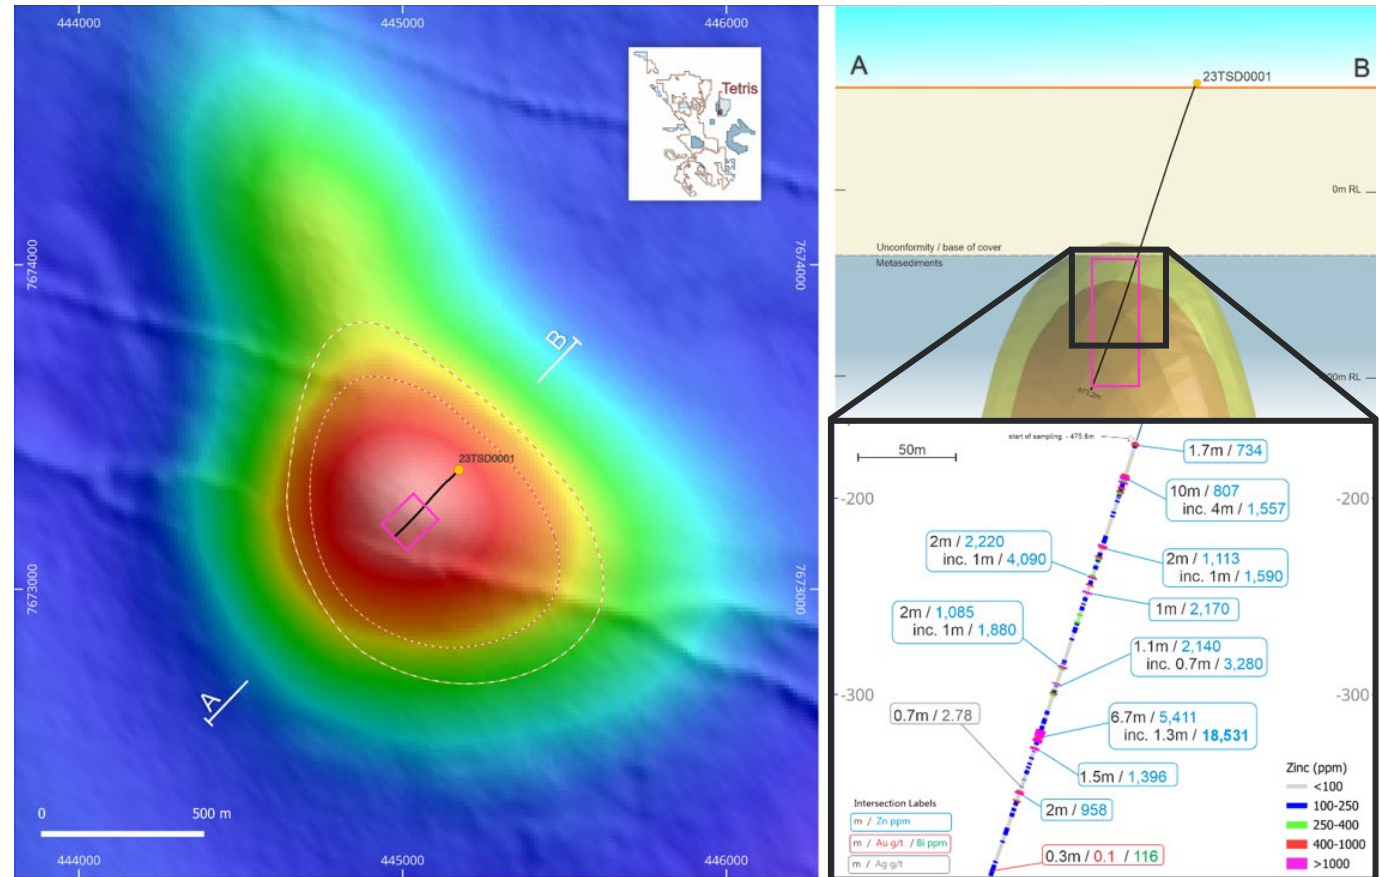 444000
445000
446000
Tetris
7674000
7674000
B
23TSD0001
7673000
7673000
A
0
500 m
444000
445000
446000
A
B
23TSD0001
0m RL
Unconformity / base of cover
Metasediments
00m RL
start of sampling - 475.8m
50m
1.7m / 734
-200
-200
10m / 807
inc. 4m / 1,557
2m / 2,220
inc. 1m / 4,090
2m / 1,113
inc. 1m / 1,590
1m / 2,170
2m / 1,085
inc. 1m / 1,880
1.1m / 2,140
inc. 0.7m / 3,280
-300
-300
0.7m / 2.78
6.7m / 5,411
inc. 1.3m / 18,531
1.5m / 1,396
2m / 958
0.3m / 0.1 / 116
Intersection Labels
m / Zn ppm
m / Au g/t / Bi ppm
m / Ag g/t
Zinc (ppm)
<100
100-250
250-400
400-1000
>1000